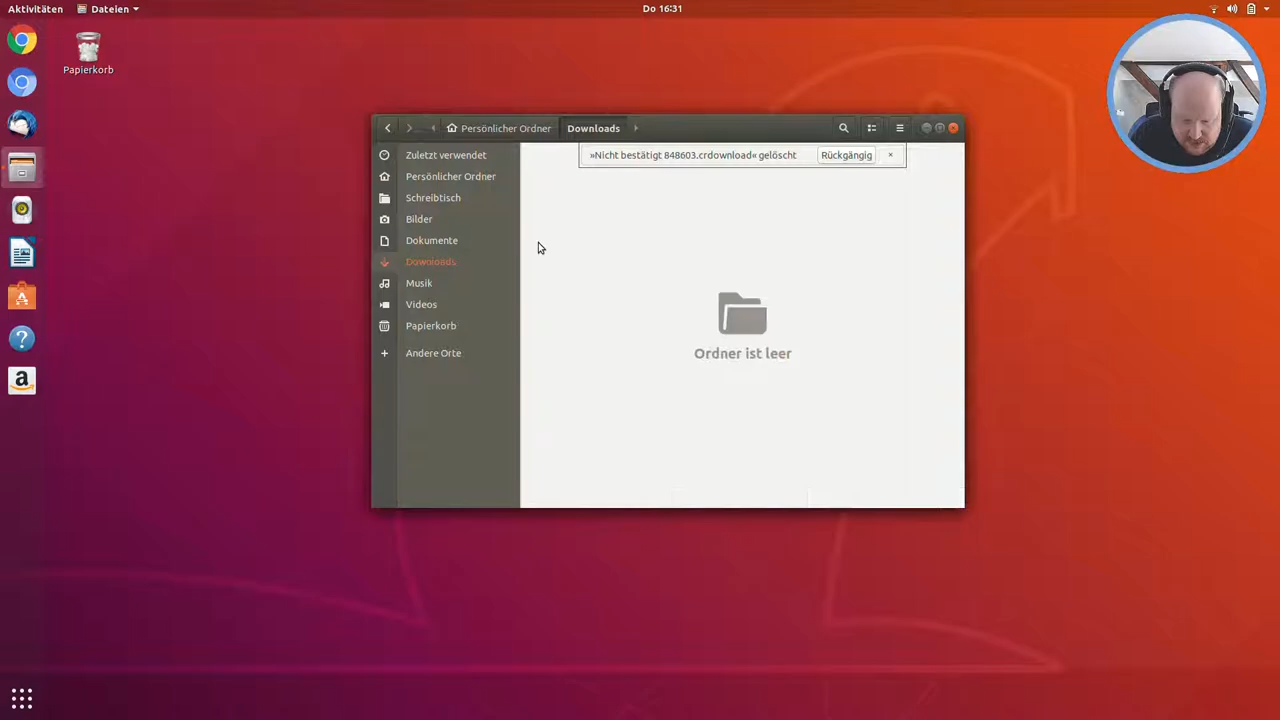 Aktivitäten
Dateien
Do 16:31
Papierkorb
Persönlicher Ordner
Downloads
Zuletzt verwendet
Persönlicher Ordner
Schreibtisch
Bilder
Dokumente
Downloads
Musik
Videos
Papierkorb
Andere Orte
»Nicht bestätigt 848603.crdownload« gelöscht
Rückgängig
Ordner ist leer